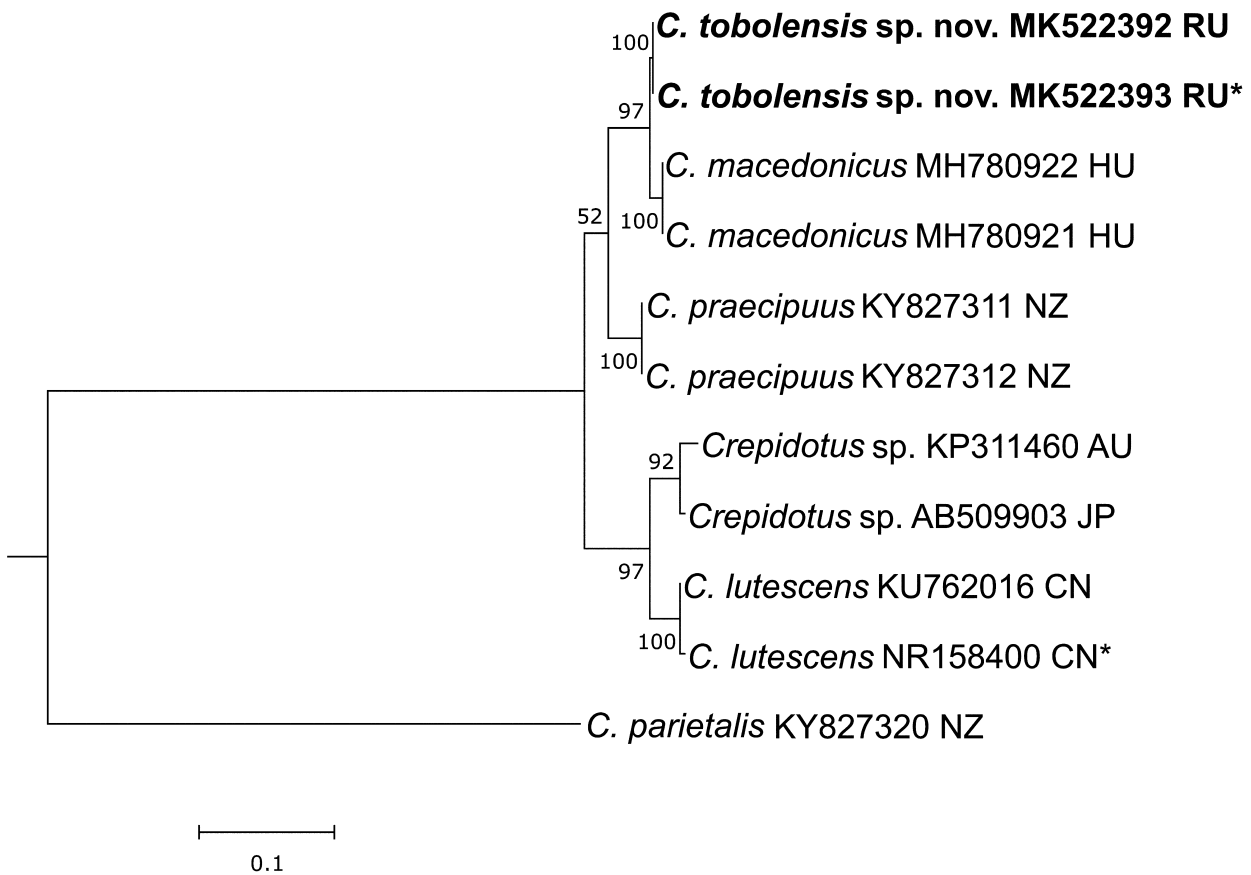 C. tobolensis sp. nov. MK522392 RU
100
C. tobolensis sp. nov. MK522393 RU*
97
C. macedonicus MH780922 HU
52
100
C. macedonicus MH780921 HU
C. praecipuus KY827311 NZ
100
C. praecipuus KY827312 NZ
Crepidotus sp. KP311460 AU
92
Crepidotus sp. AB509903 JP
97
C. lutescens KU762016 CN
100
C. lutescens NR158400 CN*
C. parietalis KY827320 NZ
0.1